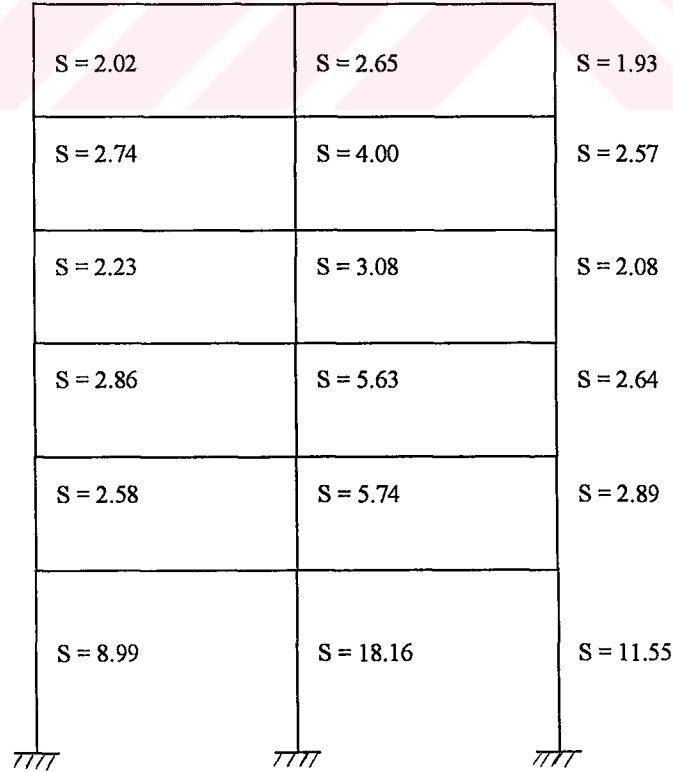 S = 2.02 S = 2.65 S = 1.93
S = 2.74 S = 4.00 S = 2.57
S = 2.23 S = 3.08 S = 2.08
S = 2.86 S = 5.63 S = 2.64
S = 2.58 S = 5.74 S = 2.89
S = 8.99 S = 18.16 S = 11.55